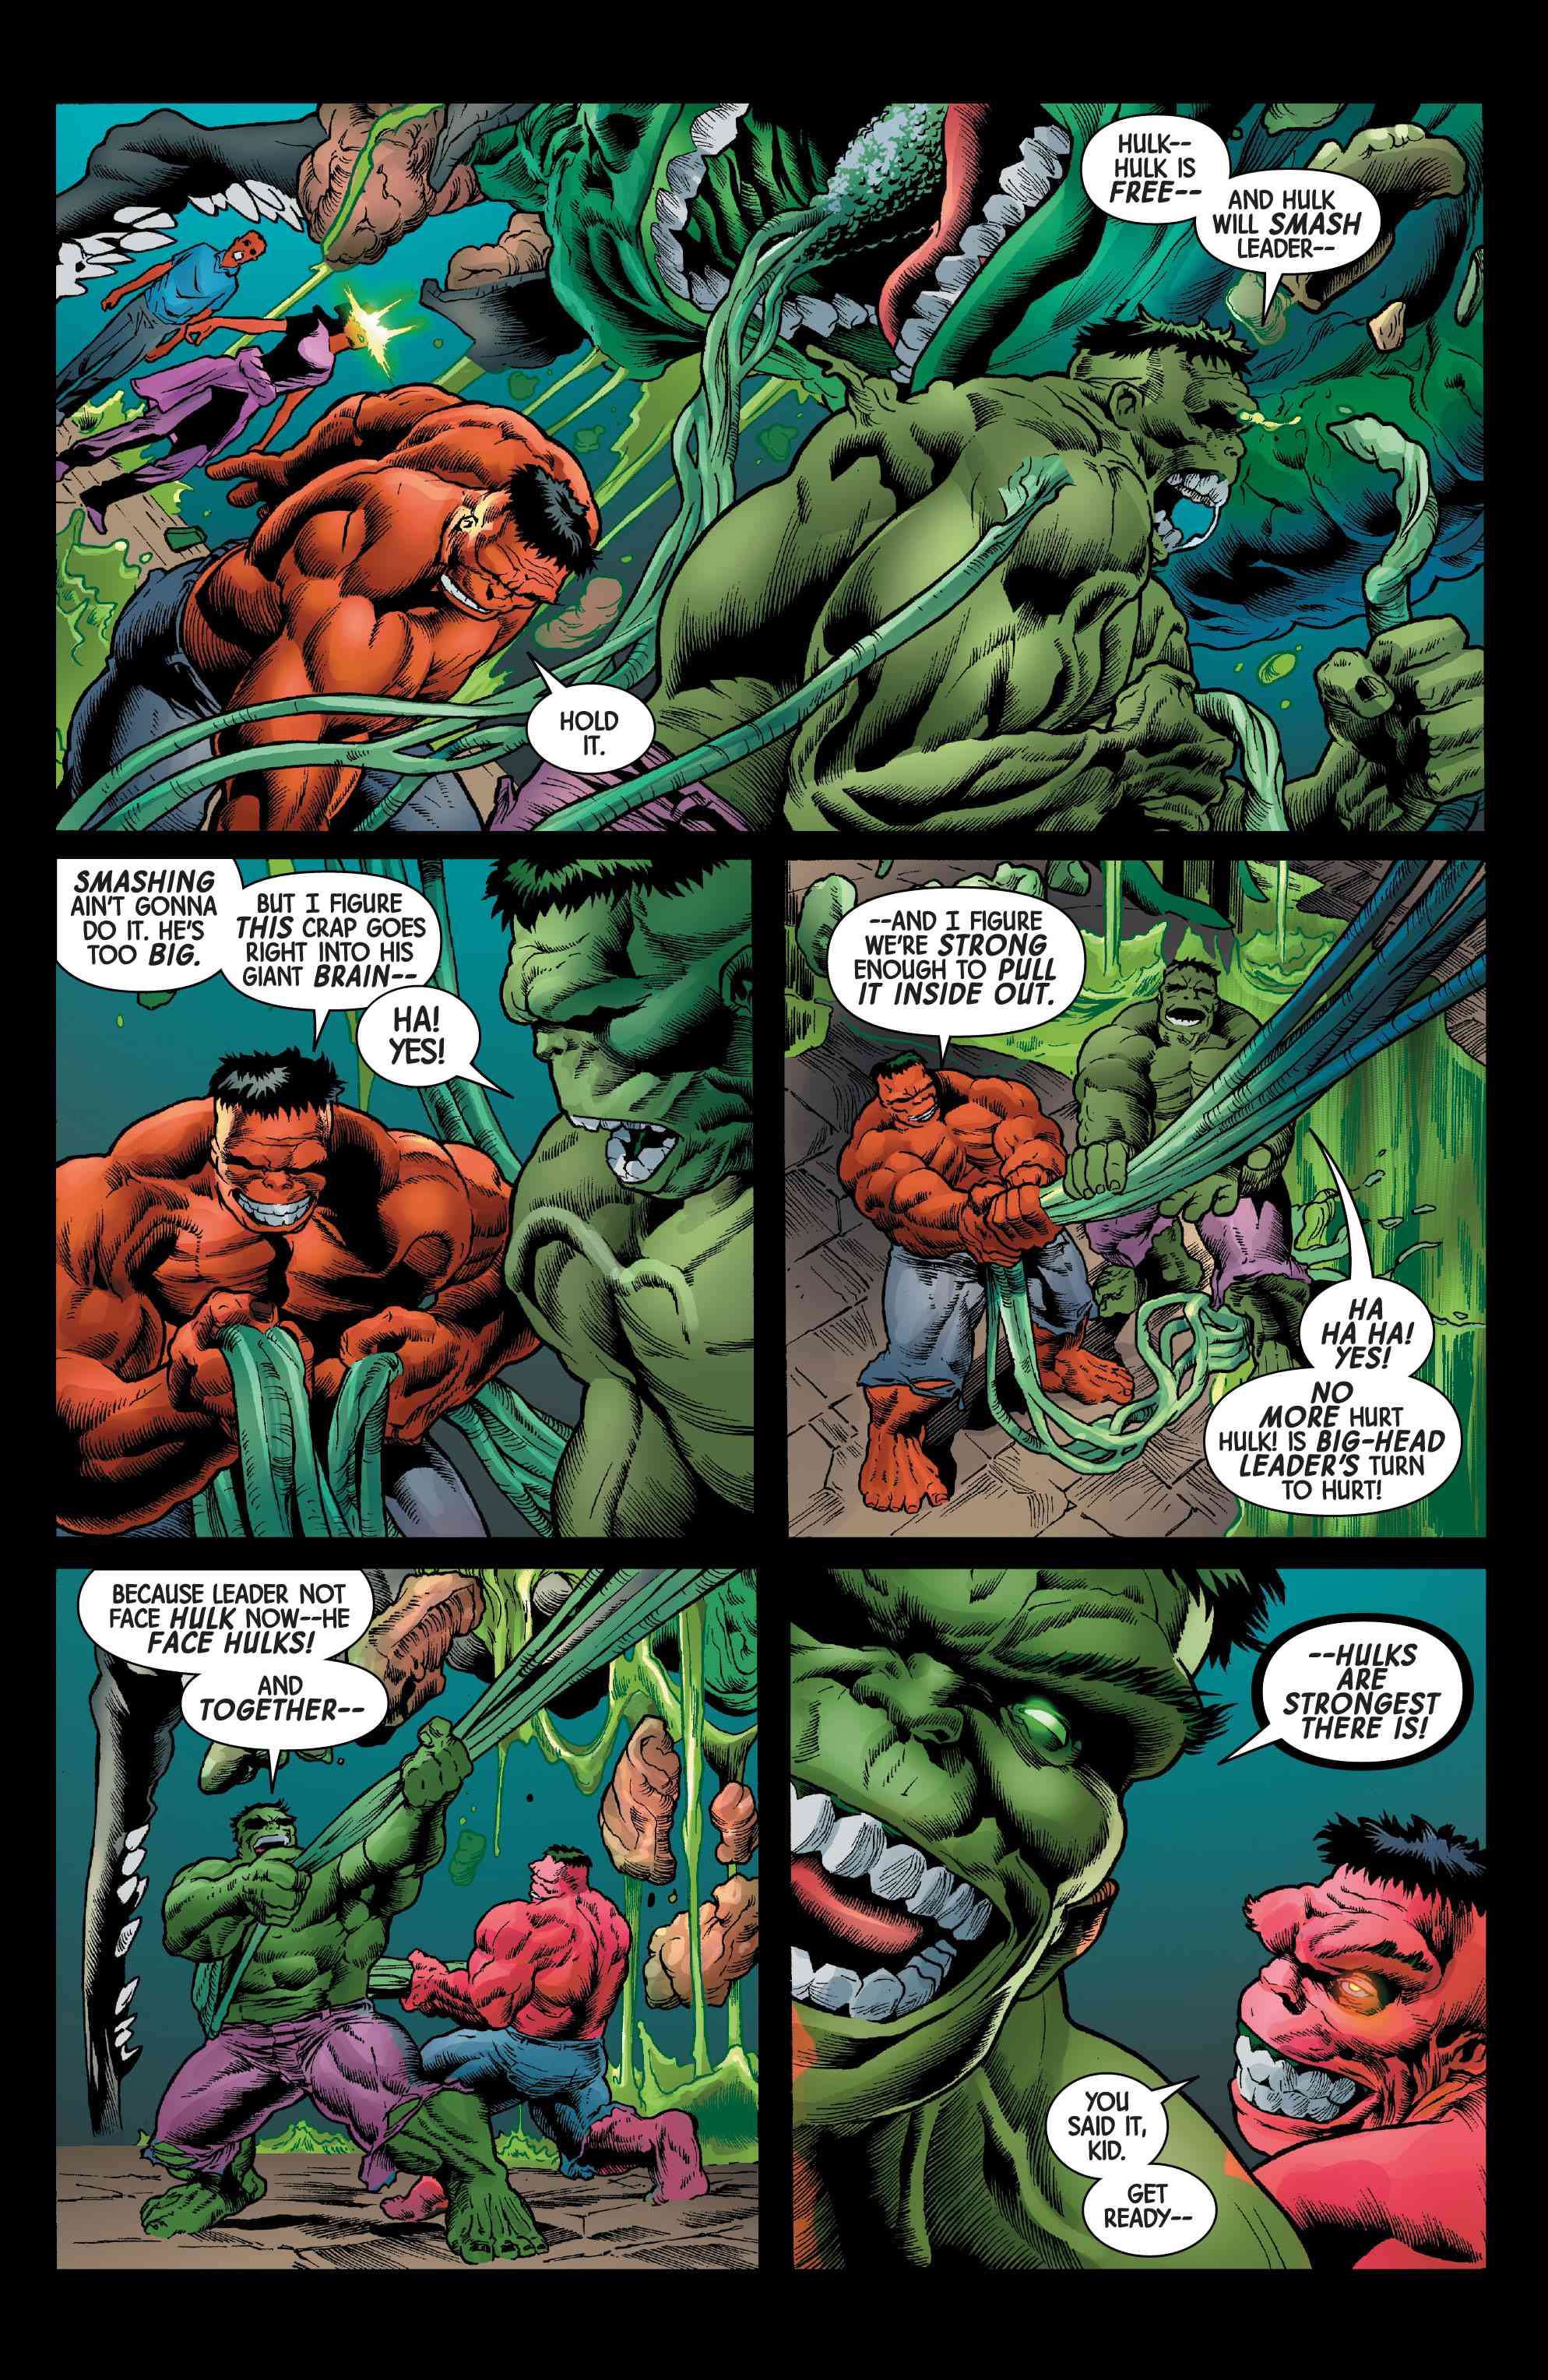 HULK--
HULK IS
FREE--
AND HULK
WILL SMASH
LEADER--
HOLD
IT.
SMASHING
AIN'T GONNA
DO IT. HE'S
TOO BIG.
BUT I FIGURE
THIS CRAP GOES
RIGHT INTO HIS
GIANT BRAIN--
HA!
YES!
--AND I FIGURE
WE'RE STRONG
ENOUGH TO PULL
IT INSIDE OUT.
HA
HA HA!
YES!
NO
MORE HURT
HULK! IS BIG-HEAD
LEADER'S TURN
TO HURT!
BECAUSE LEADER NOT
FACE HULK NOW--HE
FACE HULKS!
AND
TOGETHER--
--HULKS
ARE
STRONGEST
THERE IS!
YOU
SAID IT,
KID.
GET
READY--